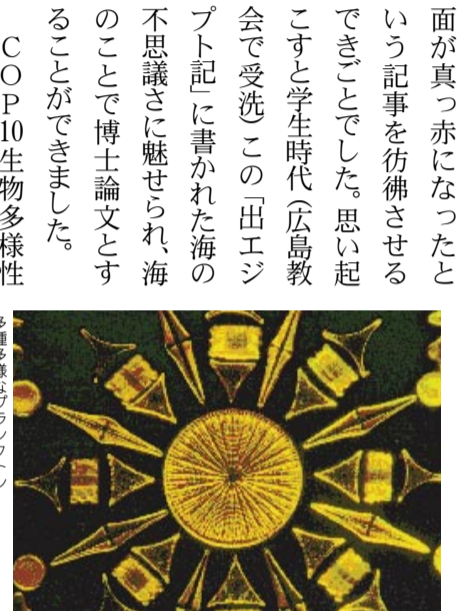 面が真っ赤になったと
いう記事を彷彿させる
できごとでした。思い起
こすと学生時代(広島教
会で受洗)この「出エジ
プト記」に書かれた海の
不思議さに魅せられ、海
のことで博士論文とす
ることができました。
COP10生物多様性
多種多様なプランクトン